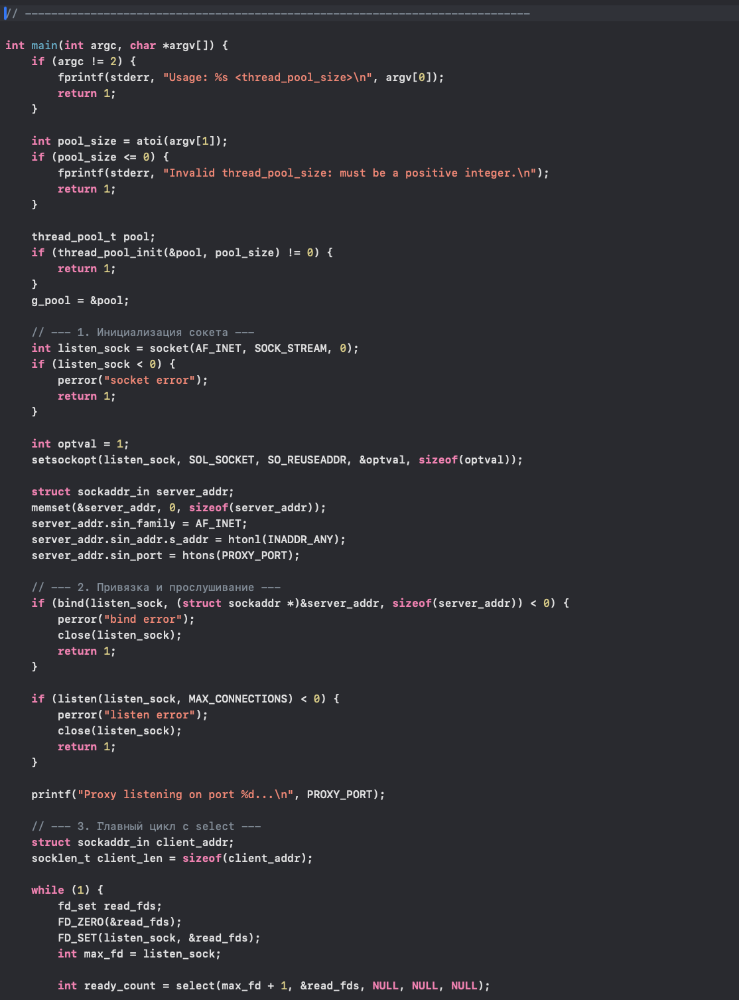 // -----------------------------------------------------------------------------
int main(int argc, char *argv[]) {
    if (argc != 2) {
        fprintf(stderr, "Usage: %s <thread_pool_size>\n", argv[0]);
        return 1;
    }
    int pool_size = atoi(argv[1]);
    if (pool_size <= 0) {
        fprintf(stderr, "Invalid thread_pool_size: must be a positive integer.\n");
        return 1;
    }
    thread_pool_t pool;
    if (thread_pool_init(&pool, pool_size) != 0) {
        return 1;
    }
    g_pool = &pool;
    // --- 1. Инициализация сокета ---
    int listen_sock = socket(AF_INET, SOCK_STREAM, 0);
    if (listen_sock < 0) {
        perror("socket error");
        return 1;
    }
    int optval = 1;
    setsockopt(listen_sock, SOL_SOCKET, SO_REUSEADDR, &optval, sizeof(optval));
    struct sockaddr_in server_addr;
    memset(&server_addr, 0, sizeof(server_addr));
    server_addr.sin_family = AF_INET;
    server_addr.sin_addr.s_addr = htonl(INADDR_ANY);
    server_addr.sin_port = htons(PROXY_PORT);
    // --- 2. Привязка и прослушивание ---
    if (bind(listen_sock, (struct sockaddr *)&server_addr, sizeof(server_addr)) < 0) {
        perror("bind error");
        close(listen_sock);
        return 1;
    }
    if (listen(listen_sock, MAX_CONNECTIONS) < 0) {
        perror("listen error");
        close(listen_sock);
        return 1;
    }
    printf("Proxy listening on port %d...\n", PROXY_PORT);
    // --- 3. Главный цикл с select ---
    struct sockaddr_in client_addr;
    socklen_t client_len = sizeof(client_addr);
    while (1) {
        fd_set read_fds;
        FD_ZERO(&read_fds);
        FD_SET(listen_sock, &read_fds);
        int max_fd = listen_sock;
        int ready_count = select(max_fd + 1, &read_fds, NULL, NULL, NULL);